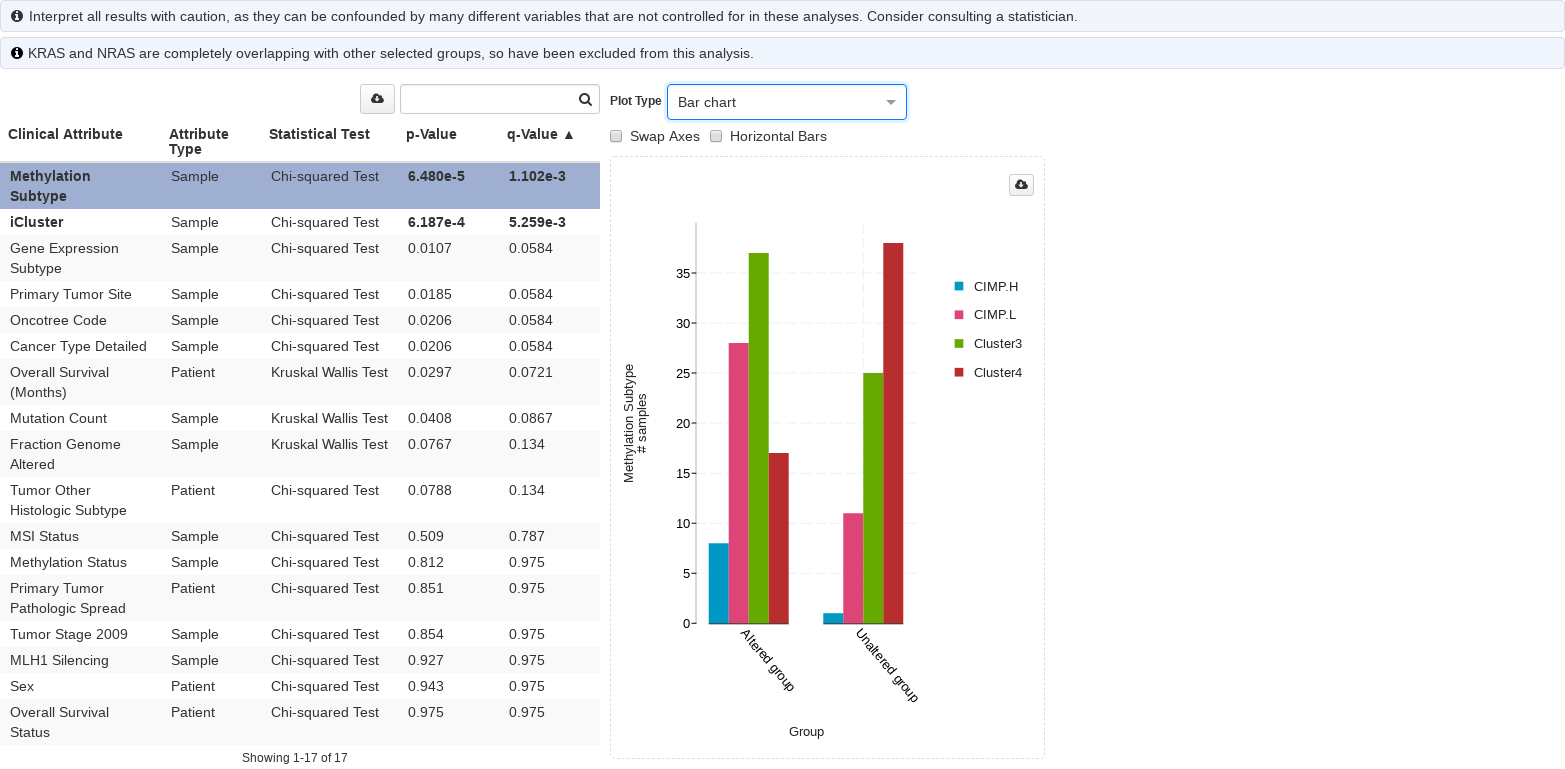 Interpret all results with caution, as they can be confounded by many different variables that are not controlled for in these analyses. Consider consulting a statistician.
KRAS and NRAS are completely overlapping with other selected groups, so have been excluded from this analysis.
Clinical Attribute Attribute Type Statistical Test p-Value q-Value ▲
Methylation Subtype Sample Chi-squared Test 6.480e-5 1.102e-3
iCluster Sample Chi-squared Test 6.187e-4 5.259e-3
Gene Expression Subtype Sample Chi-squared Test 0.0107 0.0584
Primary Tumor Site Sample Chi-squared Test 0.0185 0.0584
Oncotree Code Sample Chi-squared Test 0.0206 0.0584
Cancer Type Detailed Sample Chi-squared Test 0.0206 0.0584
Overall Survival (Months) Patient Kruskal Wallis Test 0.0297 0.0721
Mutation Count Sample Kruskal Wallis Test 0.0408 0.0867
Fraction Genome Altered Sample Kruskal Wallis Test 0.0767 0.134
Tumor Other Histologic Subtype Patient Chi-squared Test 0.0788 0.134
MSI Status Sample Chi-squared Test 0.509 0.787
Methylation Status Sample Chi-squared Test 0.812 0.975
Primary Tumor Pathologic Spread Patient Chi-squared Test 0.851 0.975
Tumor Stage 2009 Sample Chi-squared Test 0.854 0.975
MLH1 Silencing Sample Chi-squared Test 0.927 0.975
Sex Patient Chi-squared Test 0.943 0.975
Overall Survival Status Patient Chi-squared Test 0.975 0.975
Showing 1-17 of 17
Plot Type Bar chart
Swap Axes Horizontal Bars
Methylation Subtype
# samples
35
30
25
20
15
10
5
0
Altered group
Unaltered group
Group
CIMP.H
CIMP.L
Cluster3
Cluster4